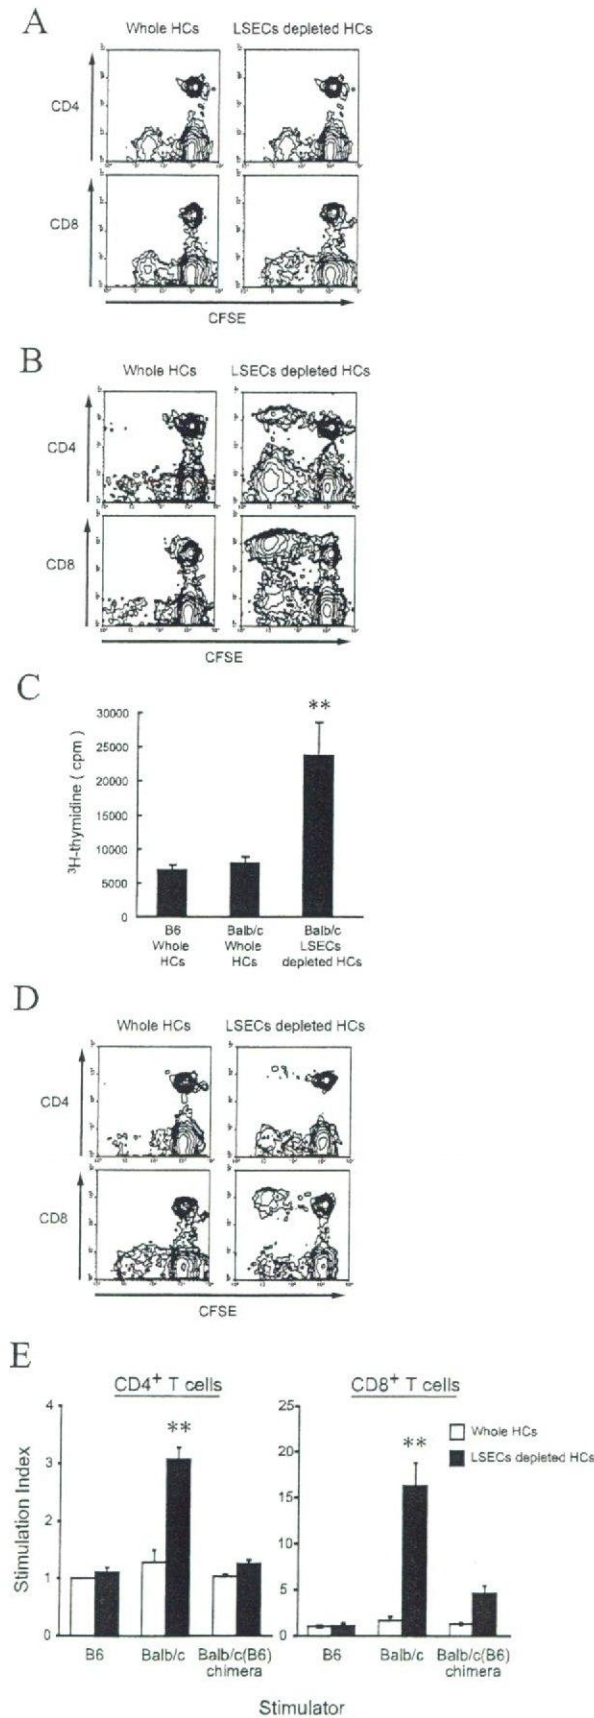 A
Whole HCs LSECs depleted HCs
CD4
CD8
CFSE
B
Whole HCs LSECs depleted HCs
CD4
CD8
CFSE
C
³H-thymidine ( cpm )
30000
25000
20000
15000
10000
5000
0
**
B6 Balb/c Balb/c
Whole Whole LSECs
HCs HCs depleted HCs
D
Whole HCs LSECs depleted HCs
CD4
CD8
CFSE
E
CD4+ T cells CD8+ T cells
Stimulation Index
4
3
2
1
0
**
B6 Balb/c Balb/c(B6)
chimera
25
20
15
10
5
0
**
Whole HCs
LSECs depleted HCs
B6 Balb/c Balb/c(B6)
chimera
Stimulator